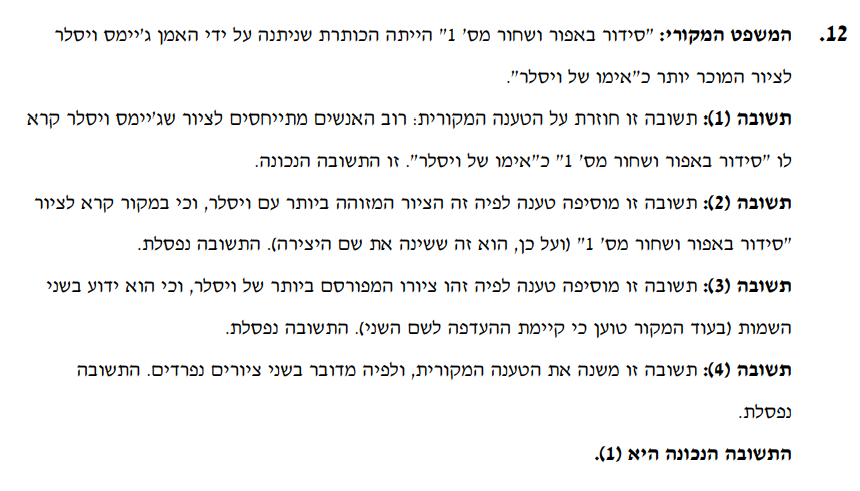 12. המשפט המקורי: "סידור באפור ושחור מס' 1" הייתה הכותרת שניתנה על ידי האמן ג'יימס ויסלר
לציור המוכר יותר כ"אימו של ויסלר".
תשובה (1): תשובה זו חוזרת על הטענה המקורית: רוב האנשים מתייחסים לציור שג'יימס ויסלר קרא
לו "סידור באפור ושחור מס' 1" כ"אימו של ויסלר". זו התשובה הנכונה.
תשובה (2): תשובה זו מוסיפה טענה לפיה זה הציור המזוהה ביותר עם ויסלר, וכי במקור קרא לציור
"סידור באפור ושחור מס' 1" (ועל כן, הוא זה ששינה את שם היצירה). התשובה נפסלת.
תשובה (3): תשובה זו מוסיפה טענה לפיה זהו ציורו המפורסם ביותר של ויסלר, וכי הוא ידוע בשני
השמות (בעוד המקור טוען כי קיימת ההעדפה לשם השני). התשובה נפסלת.
תשובה (4): תשובה זו משנה את הטענה המקורית, ולפיה מדובר בשני ציורים נפרדים. התשובה
נפסלת.
התשובה הנכונה היא (1).